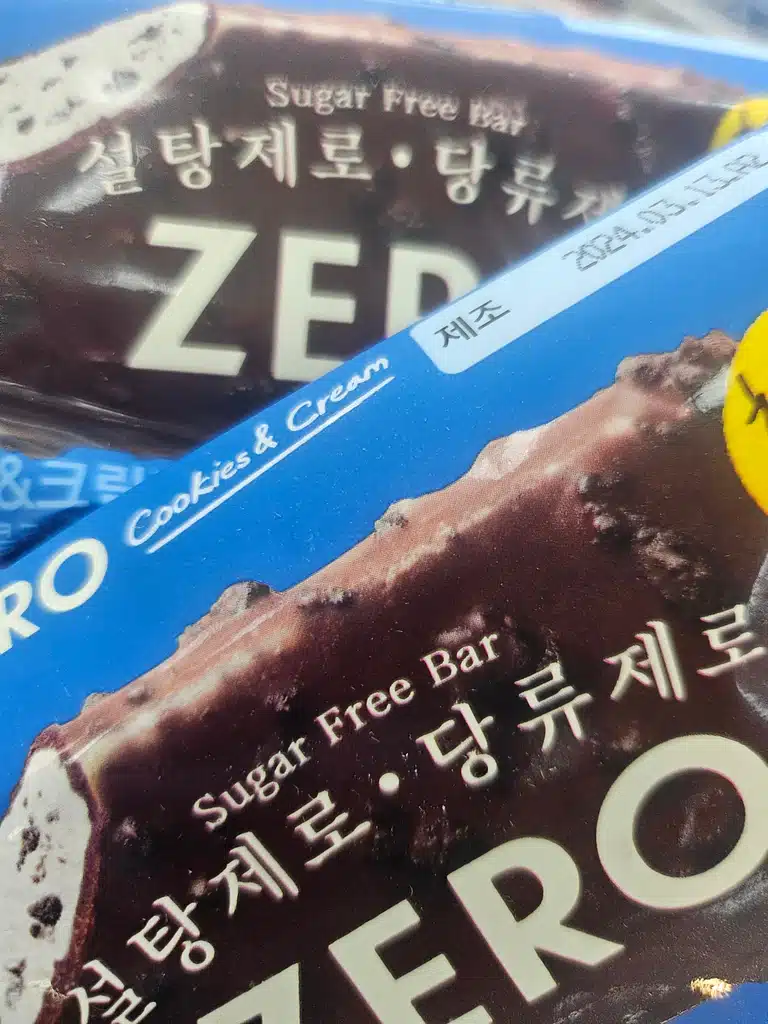 Sugar Free Bar
설탕제로·당류제
ZER
제조 2024.03.13
&크림
RO Cookies & Cream
Sugar Free Bar
설탕제로·당류제로
ZERO